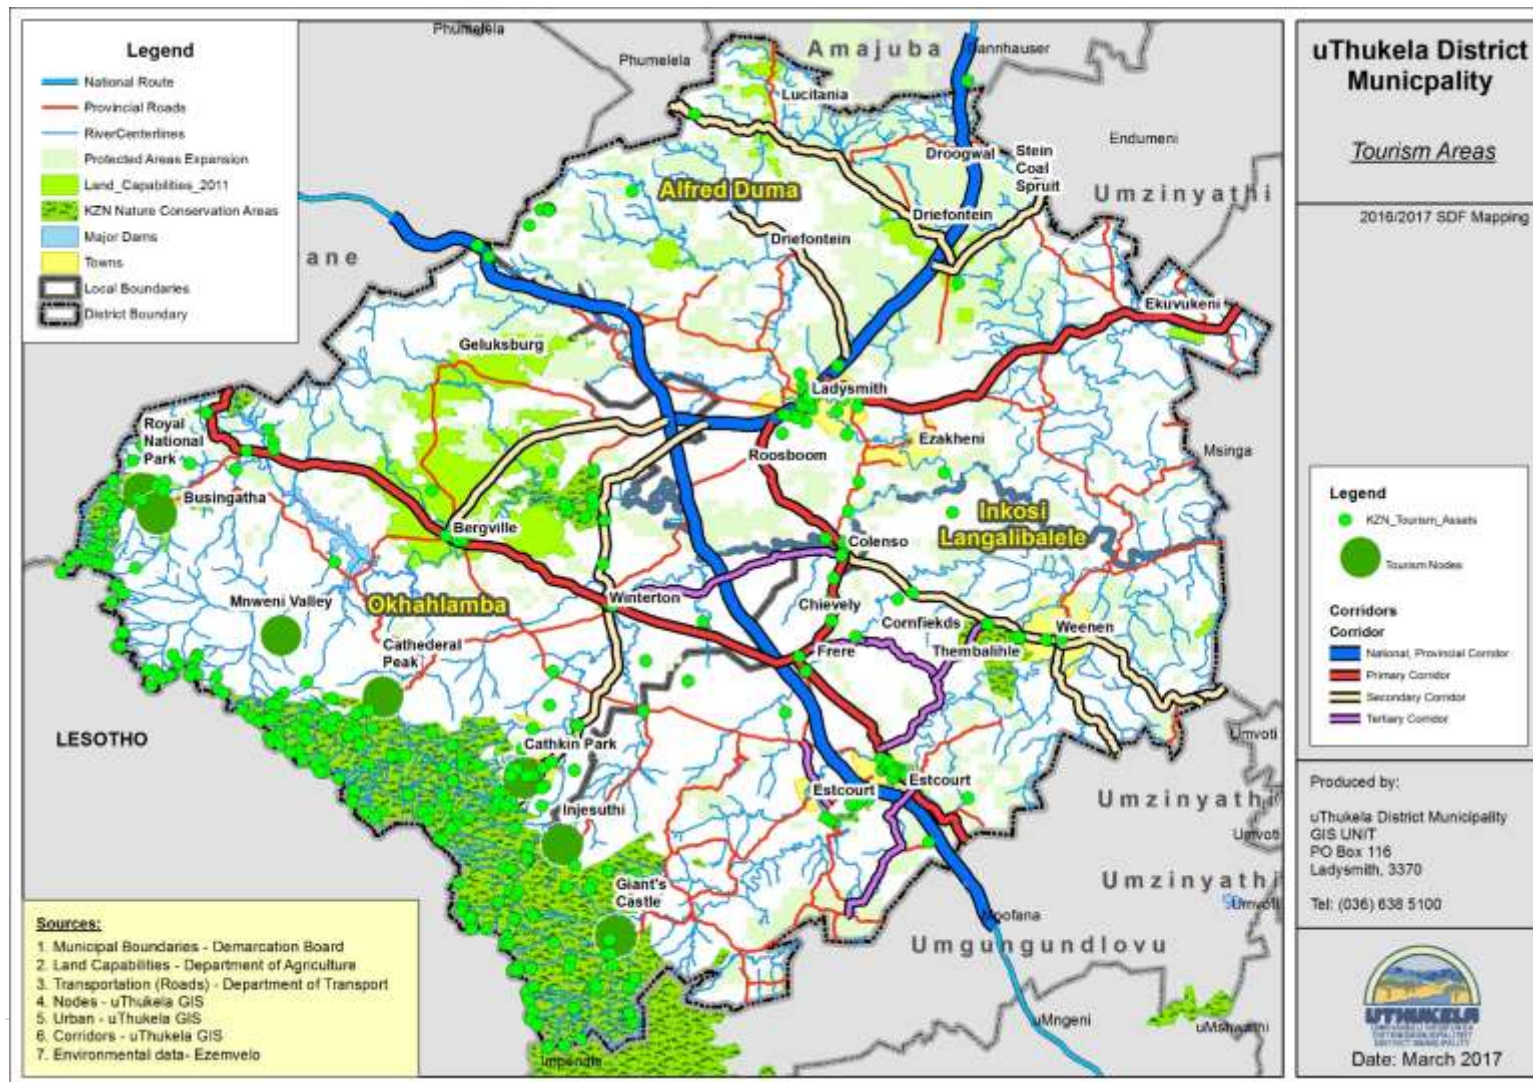 Legend
National Route
Provincial Roads
RiverCenterlines
Protected Areas Expansion
Land_Capabilities_2011
KZN Nature Conservation Areas
Major Dams
Towns
Local Boundaries
District Boundary
Phumelela
Phumelela
Amajuba
Dannhauser
Lucitania
Endumeni
Droogwal
Stein
Coal
Spruit
Umzinyathi
Alfred Duma
Driefontein
Driefontein
ane
Ekuvukeni
Geluksburg
Ladysmith
Royal
National
Park
Ezakheni
Msinga
Roosboom
Busingatha
Bergville
Inkosi
Langalibalele
Colenso
Mnweni Valley
Okhahlamba
Winterton
Chievely
Cornfiekds
Weenen
Cathederal
Peak
Frere
Thembalihle
LESOTHO
Cathkin Park
Umvoti
Estcourt
Estcourt
Injesuthi
Umzinyathi
Umvoti
Giant's
Castle
Umzinyathi
Umvoti
Mpofana
Umgungundlovu
uMngeni
uMshwathi
Impendle
Sources:
1. Municipal Boundaries - Demarcation Board
2. Land Capabilities - Department of Agriculture
3. Transportation (Roads) - Department of Transport
4. Nodes - uThukela GIS
5. Urban - uThukela GIS
6. Corridors - uThukela GIS
7. Environmental data- Ezemvelo
uThukela District
Municpality
Tourism Areas
2016/2017 SDF Mapping
Legend
KZN_Tourism_Assets
Tourism Nodes
Corridors
Corridor
National, Provincial Corridor
Primary Corridor
Secondary Corridor
Tertiary Corridor
Produced by:
uThukela District Municipality
GIS UNIT
PO Box 116
Ladysmith, 3370
Tel: (036) 638 5100
UTHUKELA
DISTRICT MUNICIPALITY
Date: March 2017